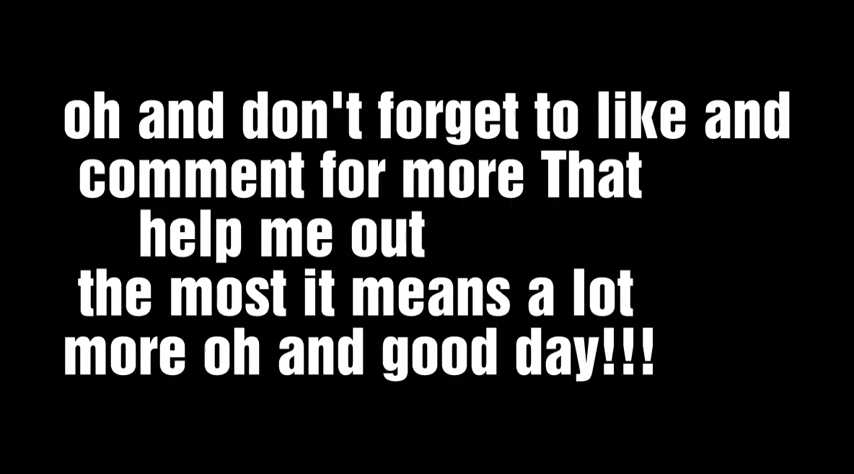 oh and don't forget to like and
comment for more That
help me out
the most it means a lot
more oh and good day!!!